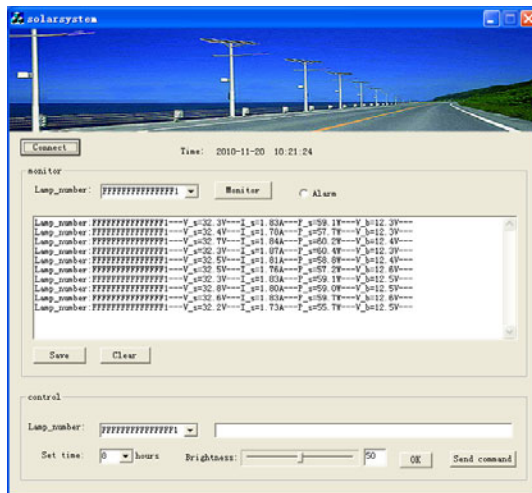 solarsystem
Connect
Time: 2010-11-20 10:21:24
monitor
Lamp_number: FFFFFFFFFFFFFFF1 Monitor Alarm
Lamp_number:FFFFFFFFFFFFFFF1---V_s=32.3V---I_s=1.83A---P_s=59.1W---V_b=12.3V---
Lamp_number:FFFFFFFFFFFFFFF1---V_s=32.4V---I_s=1.78A---P_s=57.7W---V_b=12.4V---
Lamp_number:FFFFFFFFFFFFFFF1---V_s=32.7V---I_s=1.84A---P_s=60.2W---V_b=12.4V---
Lamp_number:FFFFFFFFFFFFFFF1---V_s=32.3V---I_s=1.87A---P_s=60.4W---V_b=12.3V---
Lamp_number:FFFFFFFFFFFFFFF1---V_s=32.5V---I_s=1.81A---P_s=58.8W---V_b=12.4V---
Lamp_number:FFFFFFFFFFFFFFF1---V_s=32.5V---I_s=1.76A---P_s=57.2W---V_b=12.6V---
Lamp_number:FFFFFFFFFFFFFFF1---V_s=32.3V---I_s=1.83A---P_s=59.1W---V_b=12.5V---
Lamp_number:FFFFFFFFFFFFFFF1---V_s=32.8V---I_s=1.80A---P_s=59.0W---V_b=12.5V---
Lamp_number:FFFFFFFFFFFFFFF1---V_s=32.6V---I_s=1.83A---P_s=59.7W---V_b=12.6V---
Lamp_number:FFFFFFFFFFFFFFF1---V_s=32.2V---I_s=1.73A---P_s=55.7W---V_b=12.5V---
Save Clear
control
Lamp_number: FFFFFFFFFFFFFFF1
Set time: 0 hours Brightness: 50 OK Send command